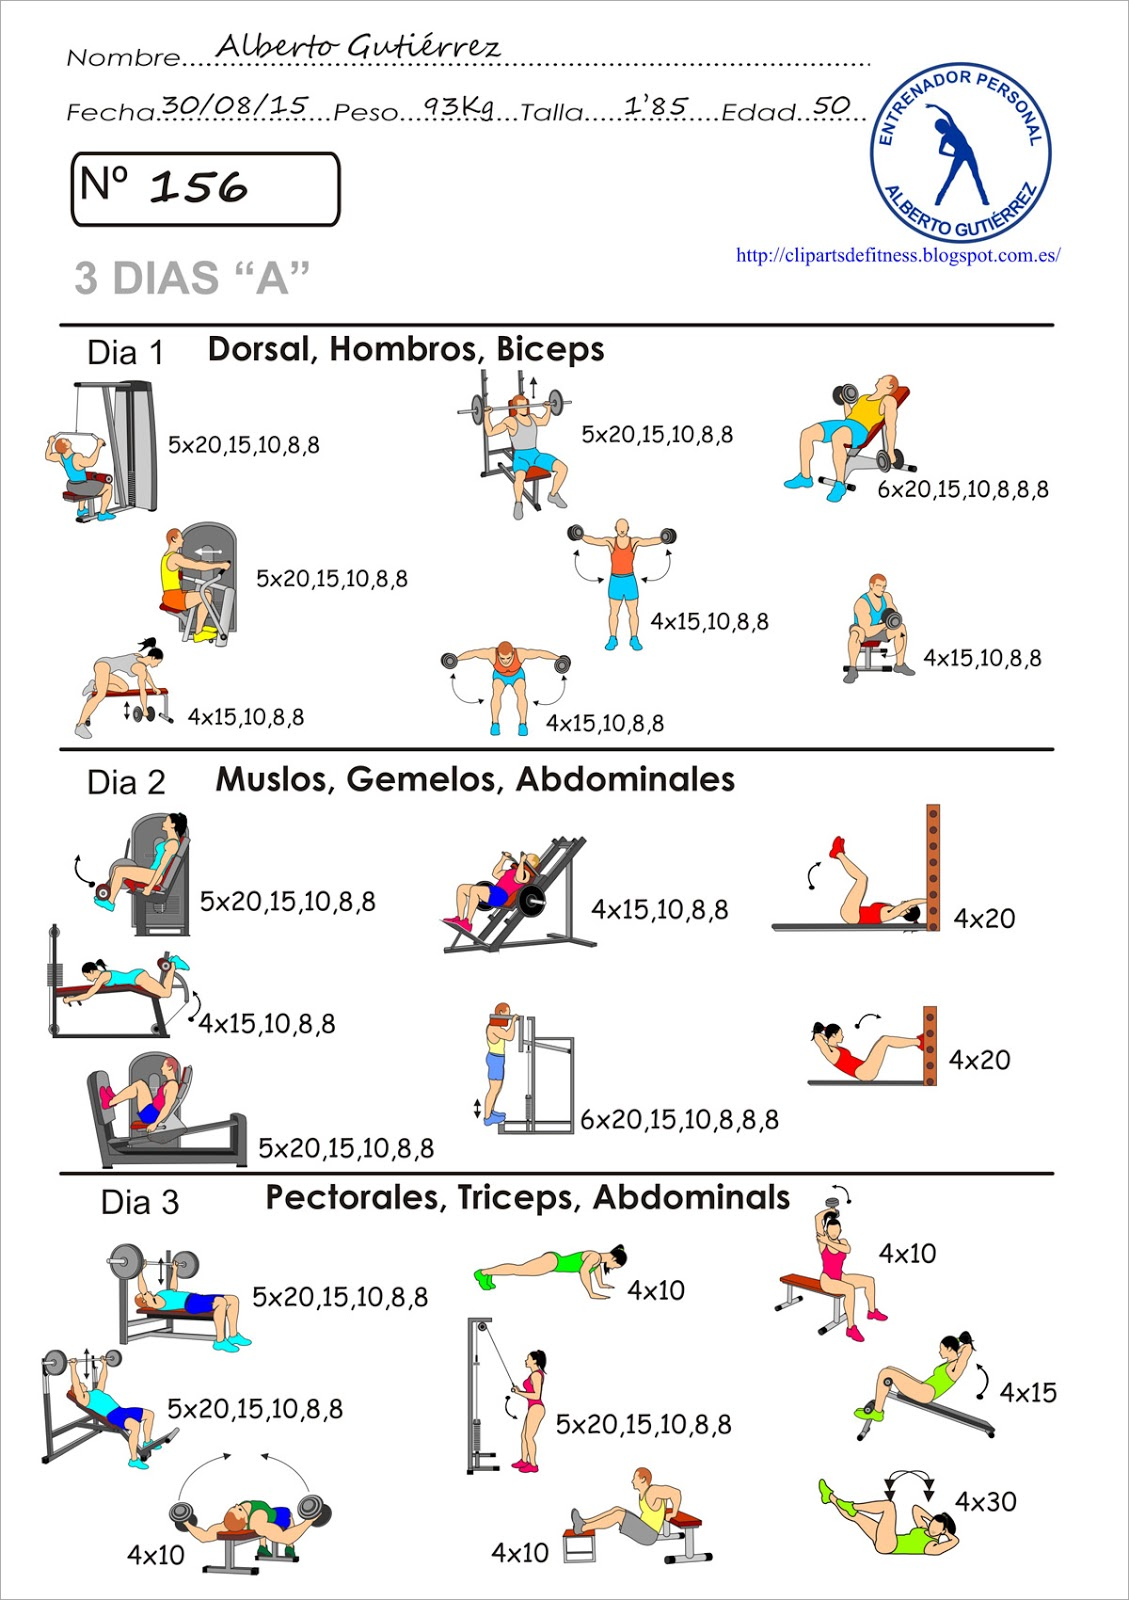 Nombre Alberto Gutiérrez
Fecha 30/08/15 Peso 93Kg Talla 1'85 Edad 50
ENTRENADOR PERSONAL
ALBERTO GUTIÉRREZ
Nº 156
http://clipartsdefitness.blogspot.com.es/
3 DIAS “A”
Dia 1 Dorsal, Hombros, Biceps
5x20,15,10,8,8
5x20,15,10,8,8
6x20,15,10,8,8,8
5x20,15,10,8,8
4x15,10,8,8
4x15,10,8,8
4x15,10,8,8
4x15,10,8,8
Dia 2 Muslos, Gemelos, Abdominales
5x20,15,10,8,8
4x15,10,8,8
4x20
4x15,10,8,8
4x20
6x20,15,10,8,8,8
5x20,15,10,8,8
Dia 3 Pectorales, Triceps, Abdominals
5x20,15,10,8,8
4x10
4x10
5x20,15,10,8,8
5x20,15,10,8,8
4x15
4x10
4x10
4x30